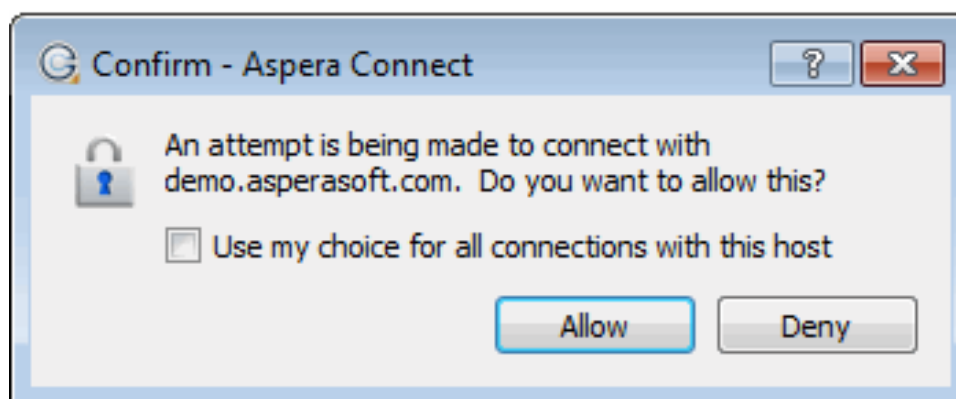 Confirm - Aspera Connect
An attempt is being made to connect with
demo.asperasoft.com.  Do you want to allow this?
Use my choice for all connections with this host
Allow Deny